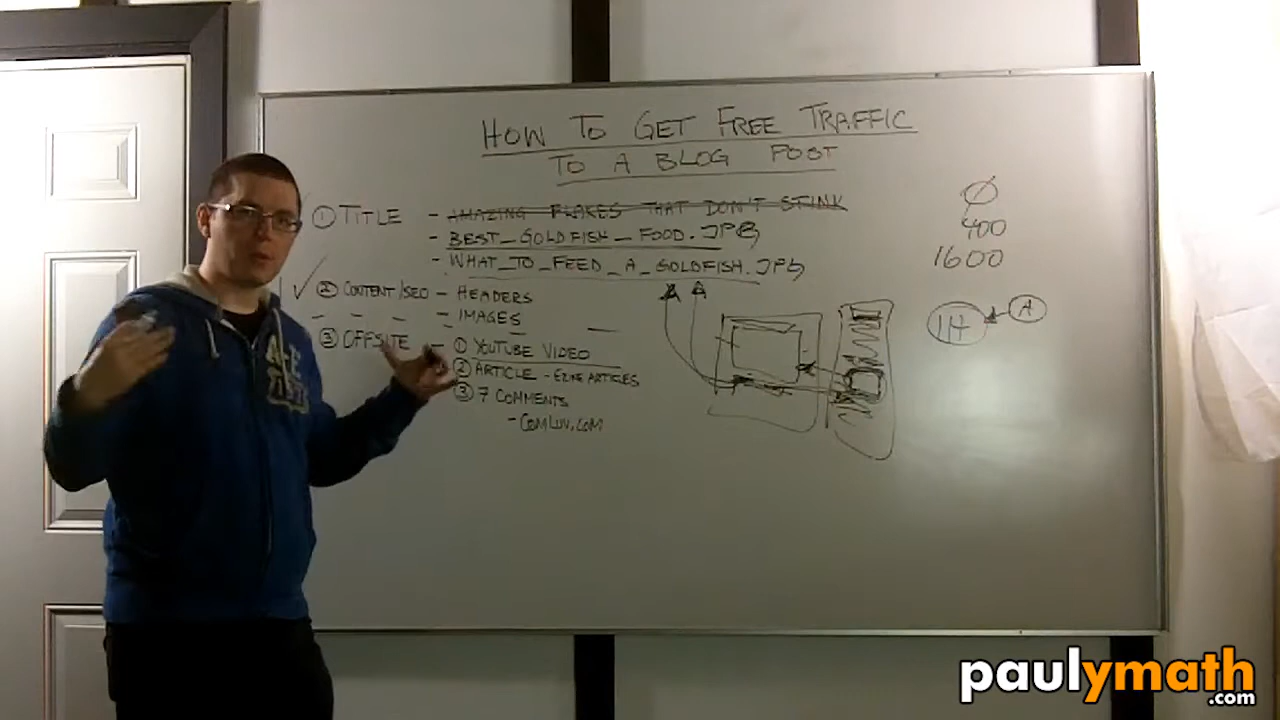 HOW TO GET FREE TRAFFIC
TO A BLOG POST
① TITLE - AMAZING FLAKES THAT DON'T STINK
- BEST_GOLDFISH_FOOD.JPG
- WHAT_TO_FEED_A_GOLDFISH.JPG
② CONTENT/SEO - HEADERS
- IMAGES
③ OFFSITE - ① YOUTUBE VIDEO
② ARTICLE - EZINE ARTICLES
③ 7 COMMENTS
- COMLUV.COM
Ø
400
1600
A
paulymath
.com